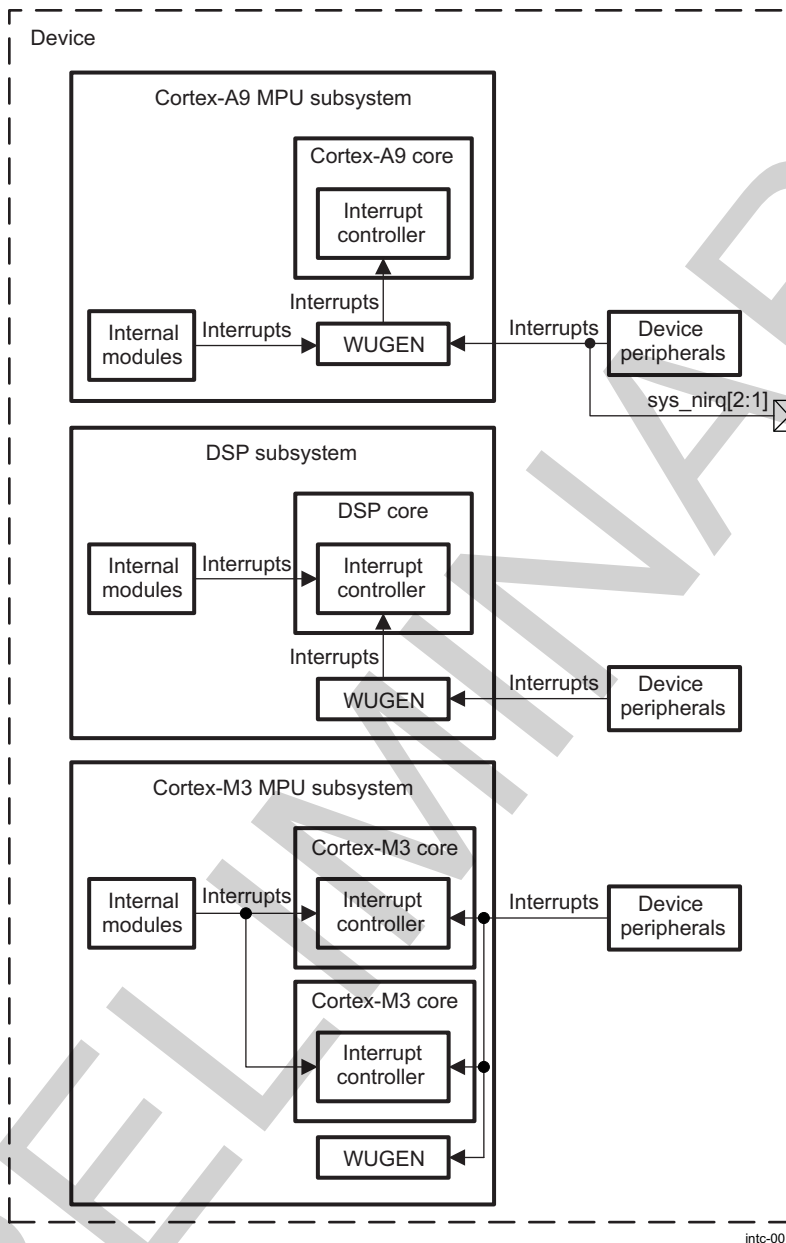 Device
Cortex-A9 MPU subsystem
Cortex-A9 core
Interrupt
controller
Interrupts
Internal
modules
Interrupts
WUGEN
Interrupts
Device
peripherals
sys_nirq[2:1]
DSP subsystem
DSP core
Internal
modules
Interrupts
Interrupt
controller
Interrupts
WUGEN
Interrupts
Device
peripherals
Cortex-M3 MPU subsystem
Cortex-M3 core
Internal
modules
Interrupts
Interrupt
controller
Interrupts
Device
peripherals
Cortex-M3 core
Interrupt
controller
WUGEN
intc-00